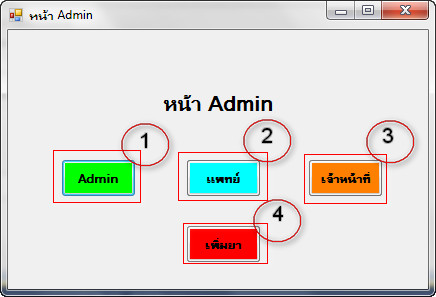 หน้า Admin
หน้า Admin
1
2
3
Admin
แพทย์
เจ้าหน้าที่
4
เพิ่มยา